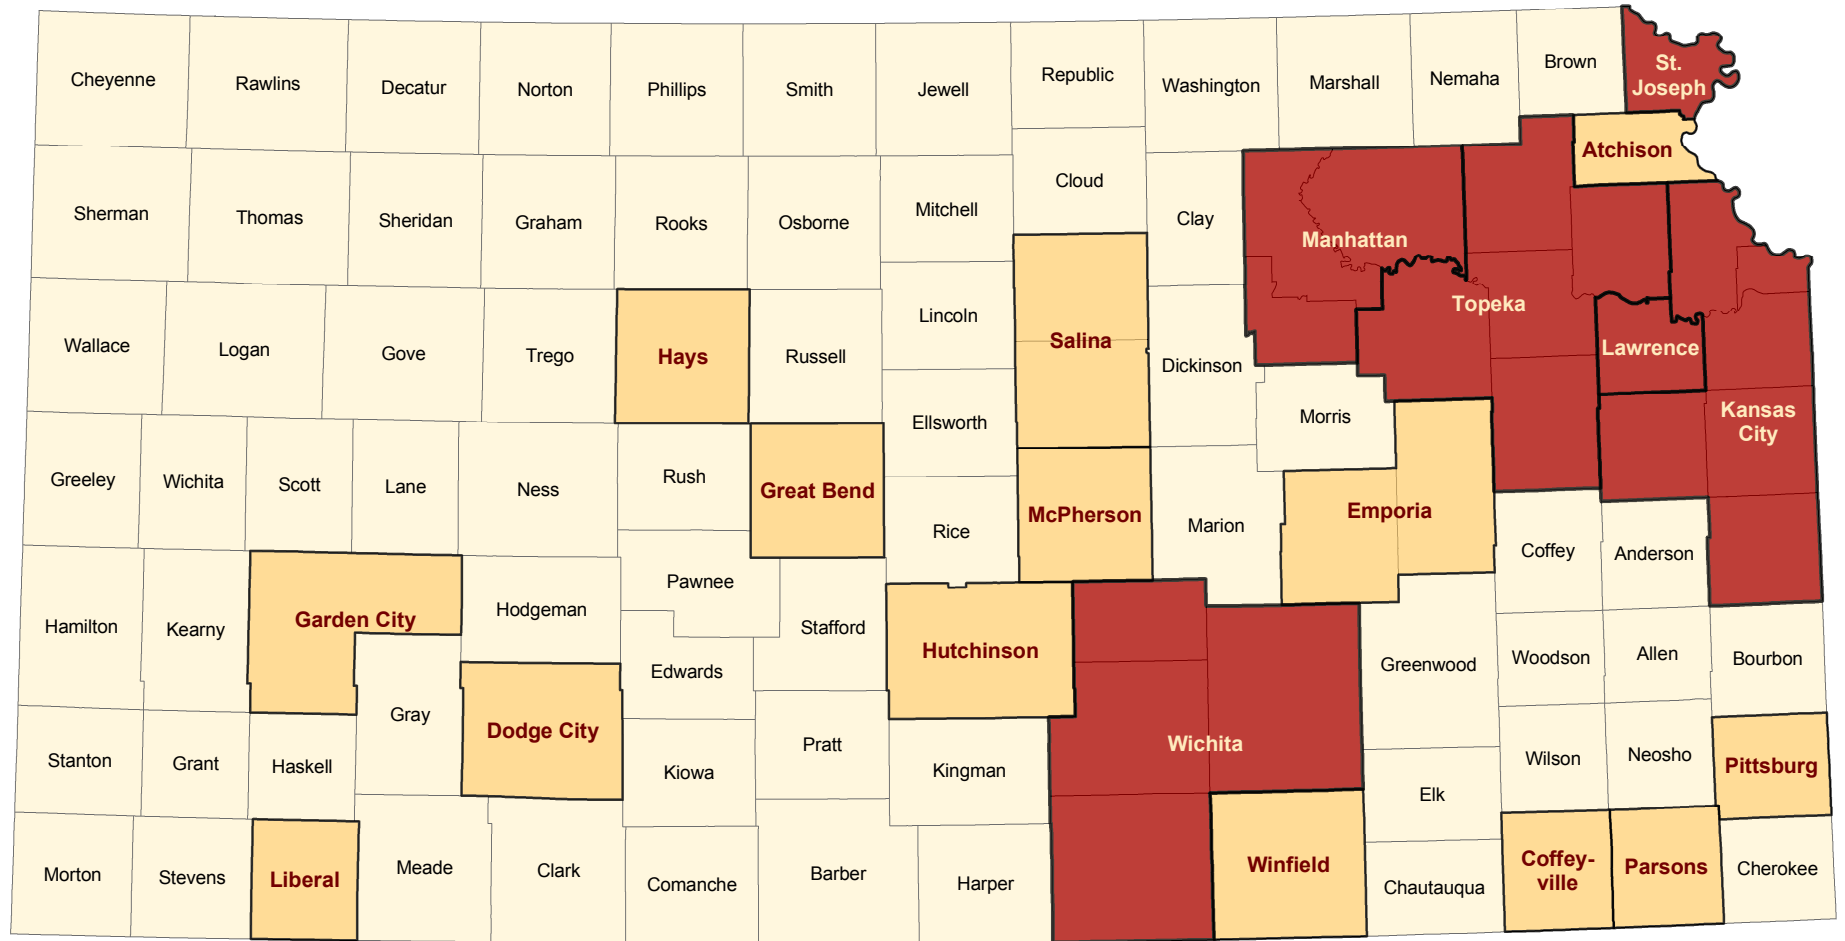 Cheyenne
Rawlins
Decatur
Norton
Phillips
Smith
Jewell
Republic
Washington
Marshall
Nemaha
Brown
St.
Joseph
Atchison
Sherman
Thomas
Sheridan
Graham
Rooks
Osborne
Mitchell
Cloud
Clay
Manhattan
Topeka
Lawrence
Kansas
City
Wallace
Logan
Gove
Trego
Hays
Russell
Lincoln
Salina
Dickinson
Morris
Ellsworth
Greeley
Wichita
Scott
Lane
Ness
Rush
Great Bend
Rice
McPherson
Marion
Emporia
Coffey
Anderson
Hamilton
Kearny
Garden City
Hodgeman
Pawnee
Stafford
Edwards
Hutchinson
Greenwood
Woodson
Allen
Bourbon
Stanton
Grant
Haskell
Gray
Dodge City
Kiowa
Pratt
Kingman
Wichita
Elk
Wilson
Neosho
Pittsburg
Morton
Stevens
Liberal
Meade
Clark
Comanche
Barber
Harper
Winfield
Chautauqua
Coffey-
ville
Parsons
Cherokee